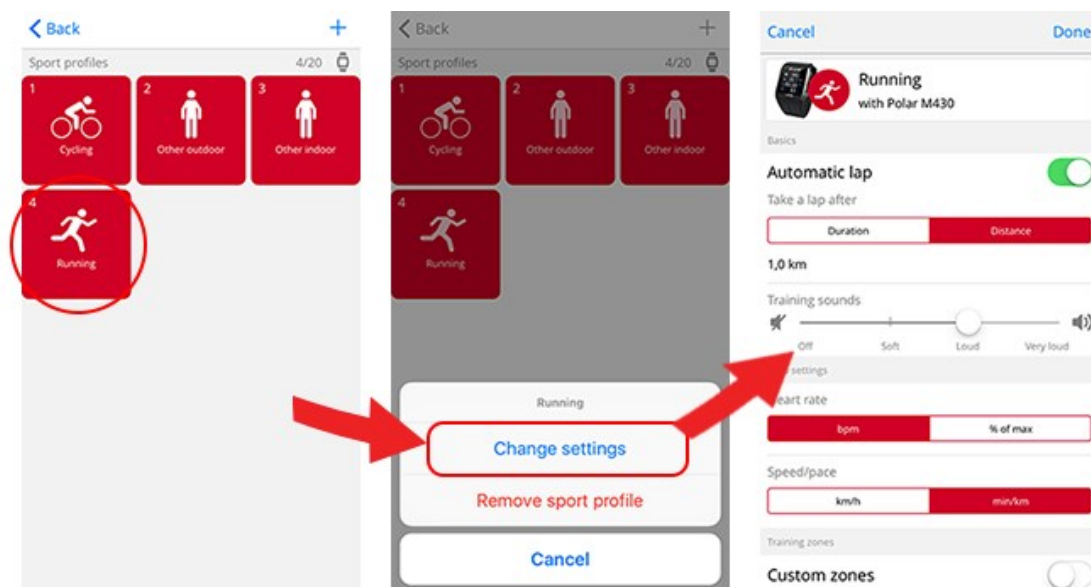 Back
Sport profiles 4/20
1
Cycling
2
Other outdoor
3
Other indoor
4
Running
Back
Sport profiles 4/20
1
Cycling
2
Other outdoor
3
Other indoor
4
Running
Running
Change settings
Remove sport profile
Cancel
Cancel Done
Running
with Polar M430
Basics
Automatic lap
Take a lap after
Duration Distance
1,0 km
Training sounds
Off Soft Loud Very loud
settings
eart rate
bpm % of max
Speed/pace
km/h min/km
Training zones
Custom zones